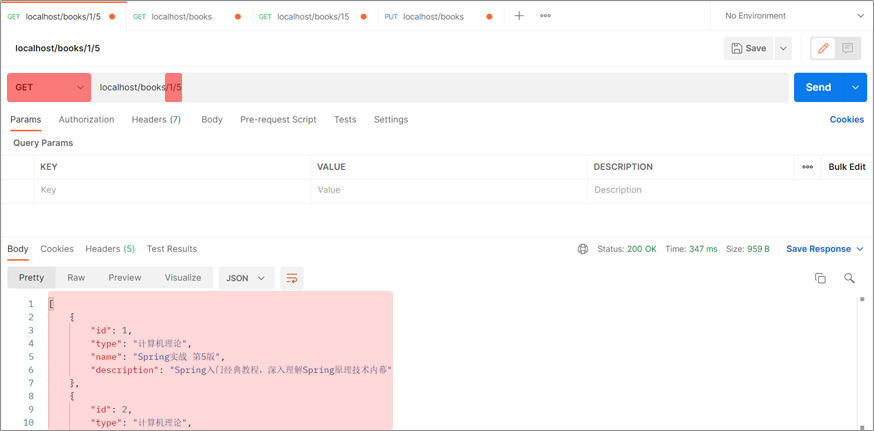 GET localhost/books/1/5 GET localhost/books GET localhost/books/15 PUT localhost/books + ooo No Environment
localhost/books/1/5 Save
GET localhost/books/1/5 Send
Params Authorization Headers (7) Body Pre-request Script Tests Settings Cookies
Query Params
KEY VALUE DESCRIPTION ooo Bulk Edit
Key Value Description
Body Cookies Headers (5) Test Results Status: 200 OK Time: 347 ms Size: 959 B Save Response
Pretty Raw Preview Visualize JSON
1 [
2 {
3 "id": 1,
4 "type": "计算机理论",
5 "name": "Spring实战 第5版",
6 "description": "Spring入门经典教程，深入理解Spring原理技术内幕"
7 },
8 {
9 "id": 2,
10 "type": "计算机理论",